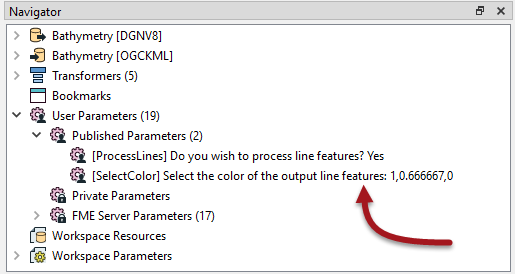 Navigator
Bathymetry [DGNV8]
Bathymetry [OGCKML]
Transformers (5)
Bookmarks
User Parameters (19)
Published Parameters (2)
[ProcessLines] Do you wish to process line features? Yes
[SelectColor] Select the color of the output line features: 1,0.666667,0
Private Parameters
FME Server Parameters (17)
Workspace Resources
Workspace Parameters